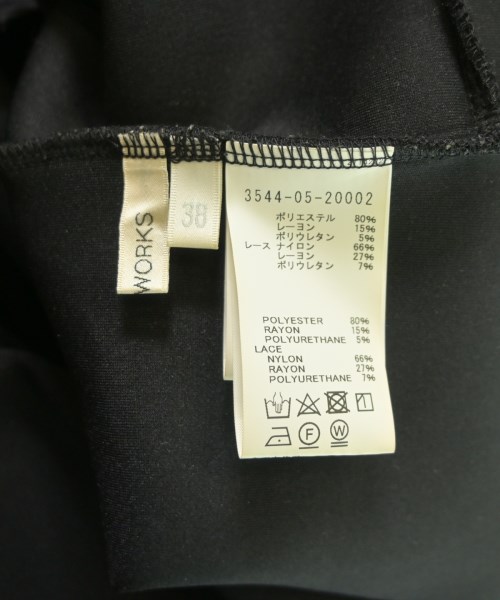 WORKS
38
3544-05-20002
ポリエステル 80%
レーヨン 15%
ポリウレタン 5%
レース ナイロン 66%
レーヨン 27%
ポリウレタン 7%
POLYESTER 80%
RAYON 15%
POLYURETHANE 5%
LACE
NYLON 66%
RAYON 27%
POLYURETHANE 7%
F W